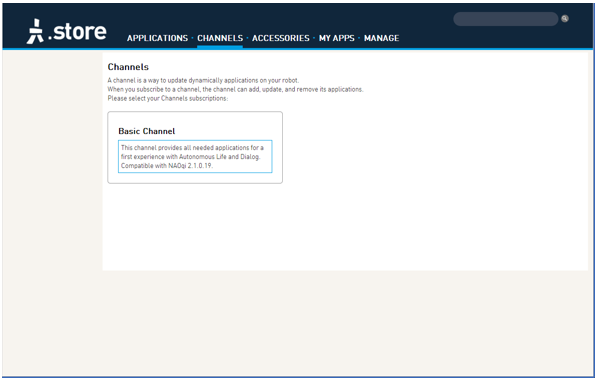 .store
APPLICATIONS · CHANNELS · ACCESSORIES · MY APPS · MANAGE
Channels
A channel is a way to update dynamically applications on your robot.
When you subscribe to a channel, the channel can add, update, and remove its applications.
Please select your Channels subscriptions:
Basic Channel
This channel provides all needed applications for a
first experience with Autonomous Life and Dialog.
Compatible with NAOqi 2.1.0.19.